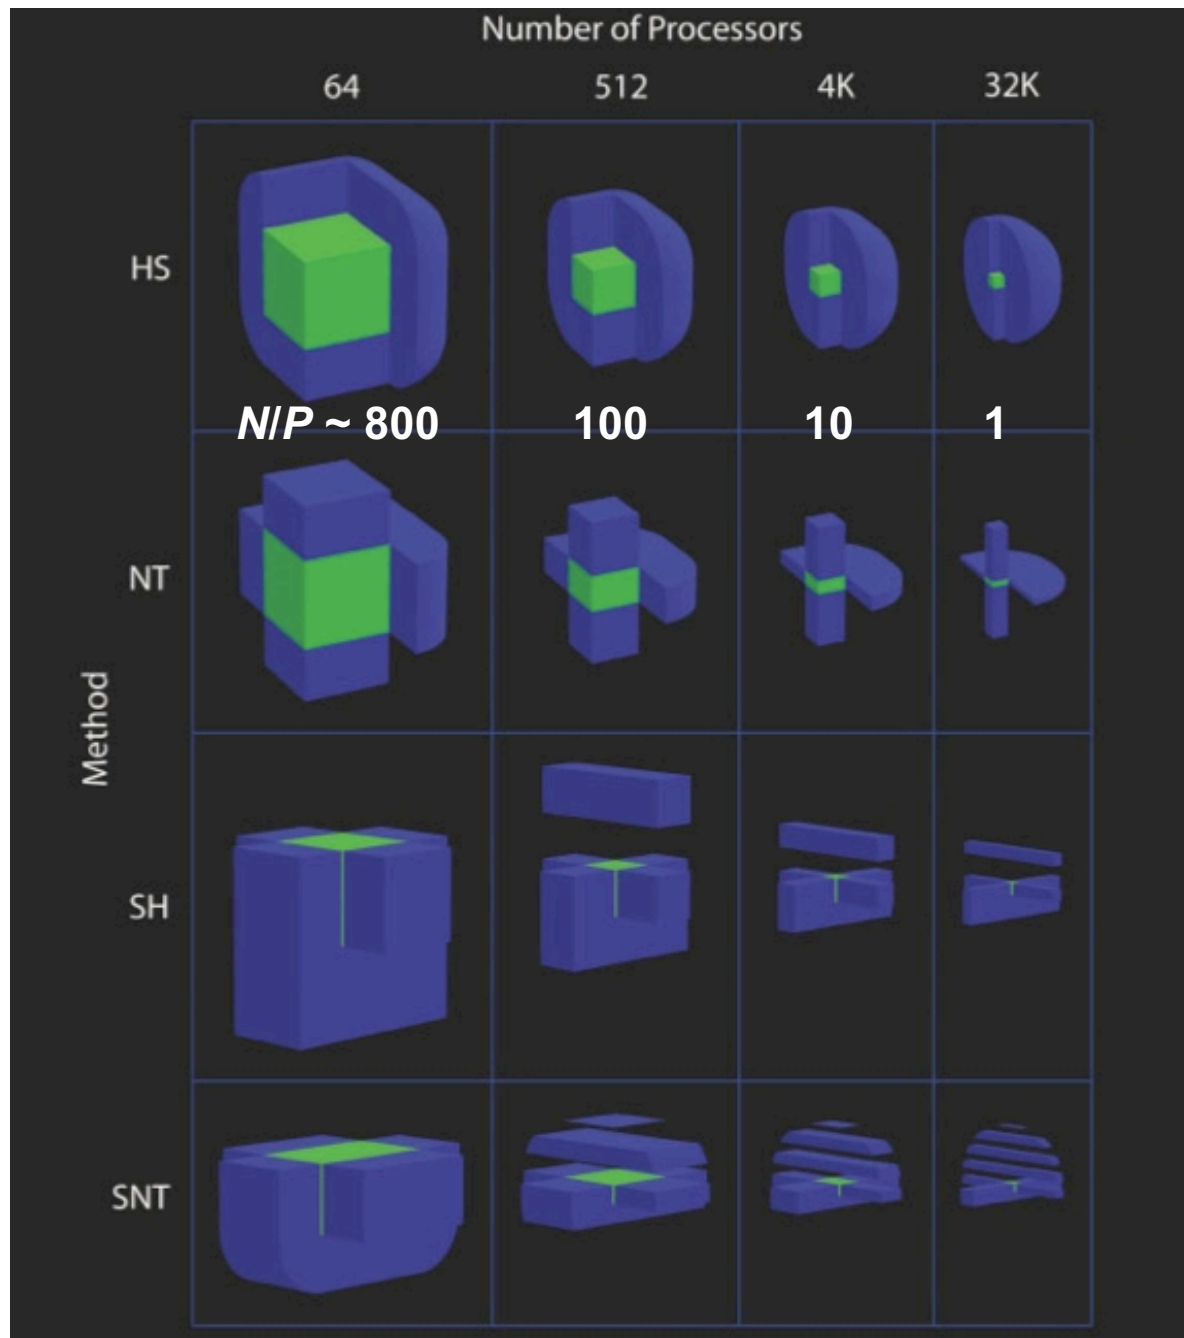 Number of Processors
64 512 4K 32K
HS
N/P ~ 800 100 10 1
NT
Method
SH
SNT